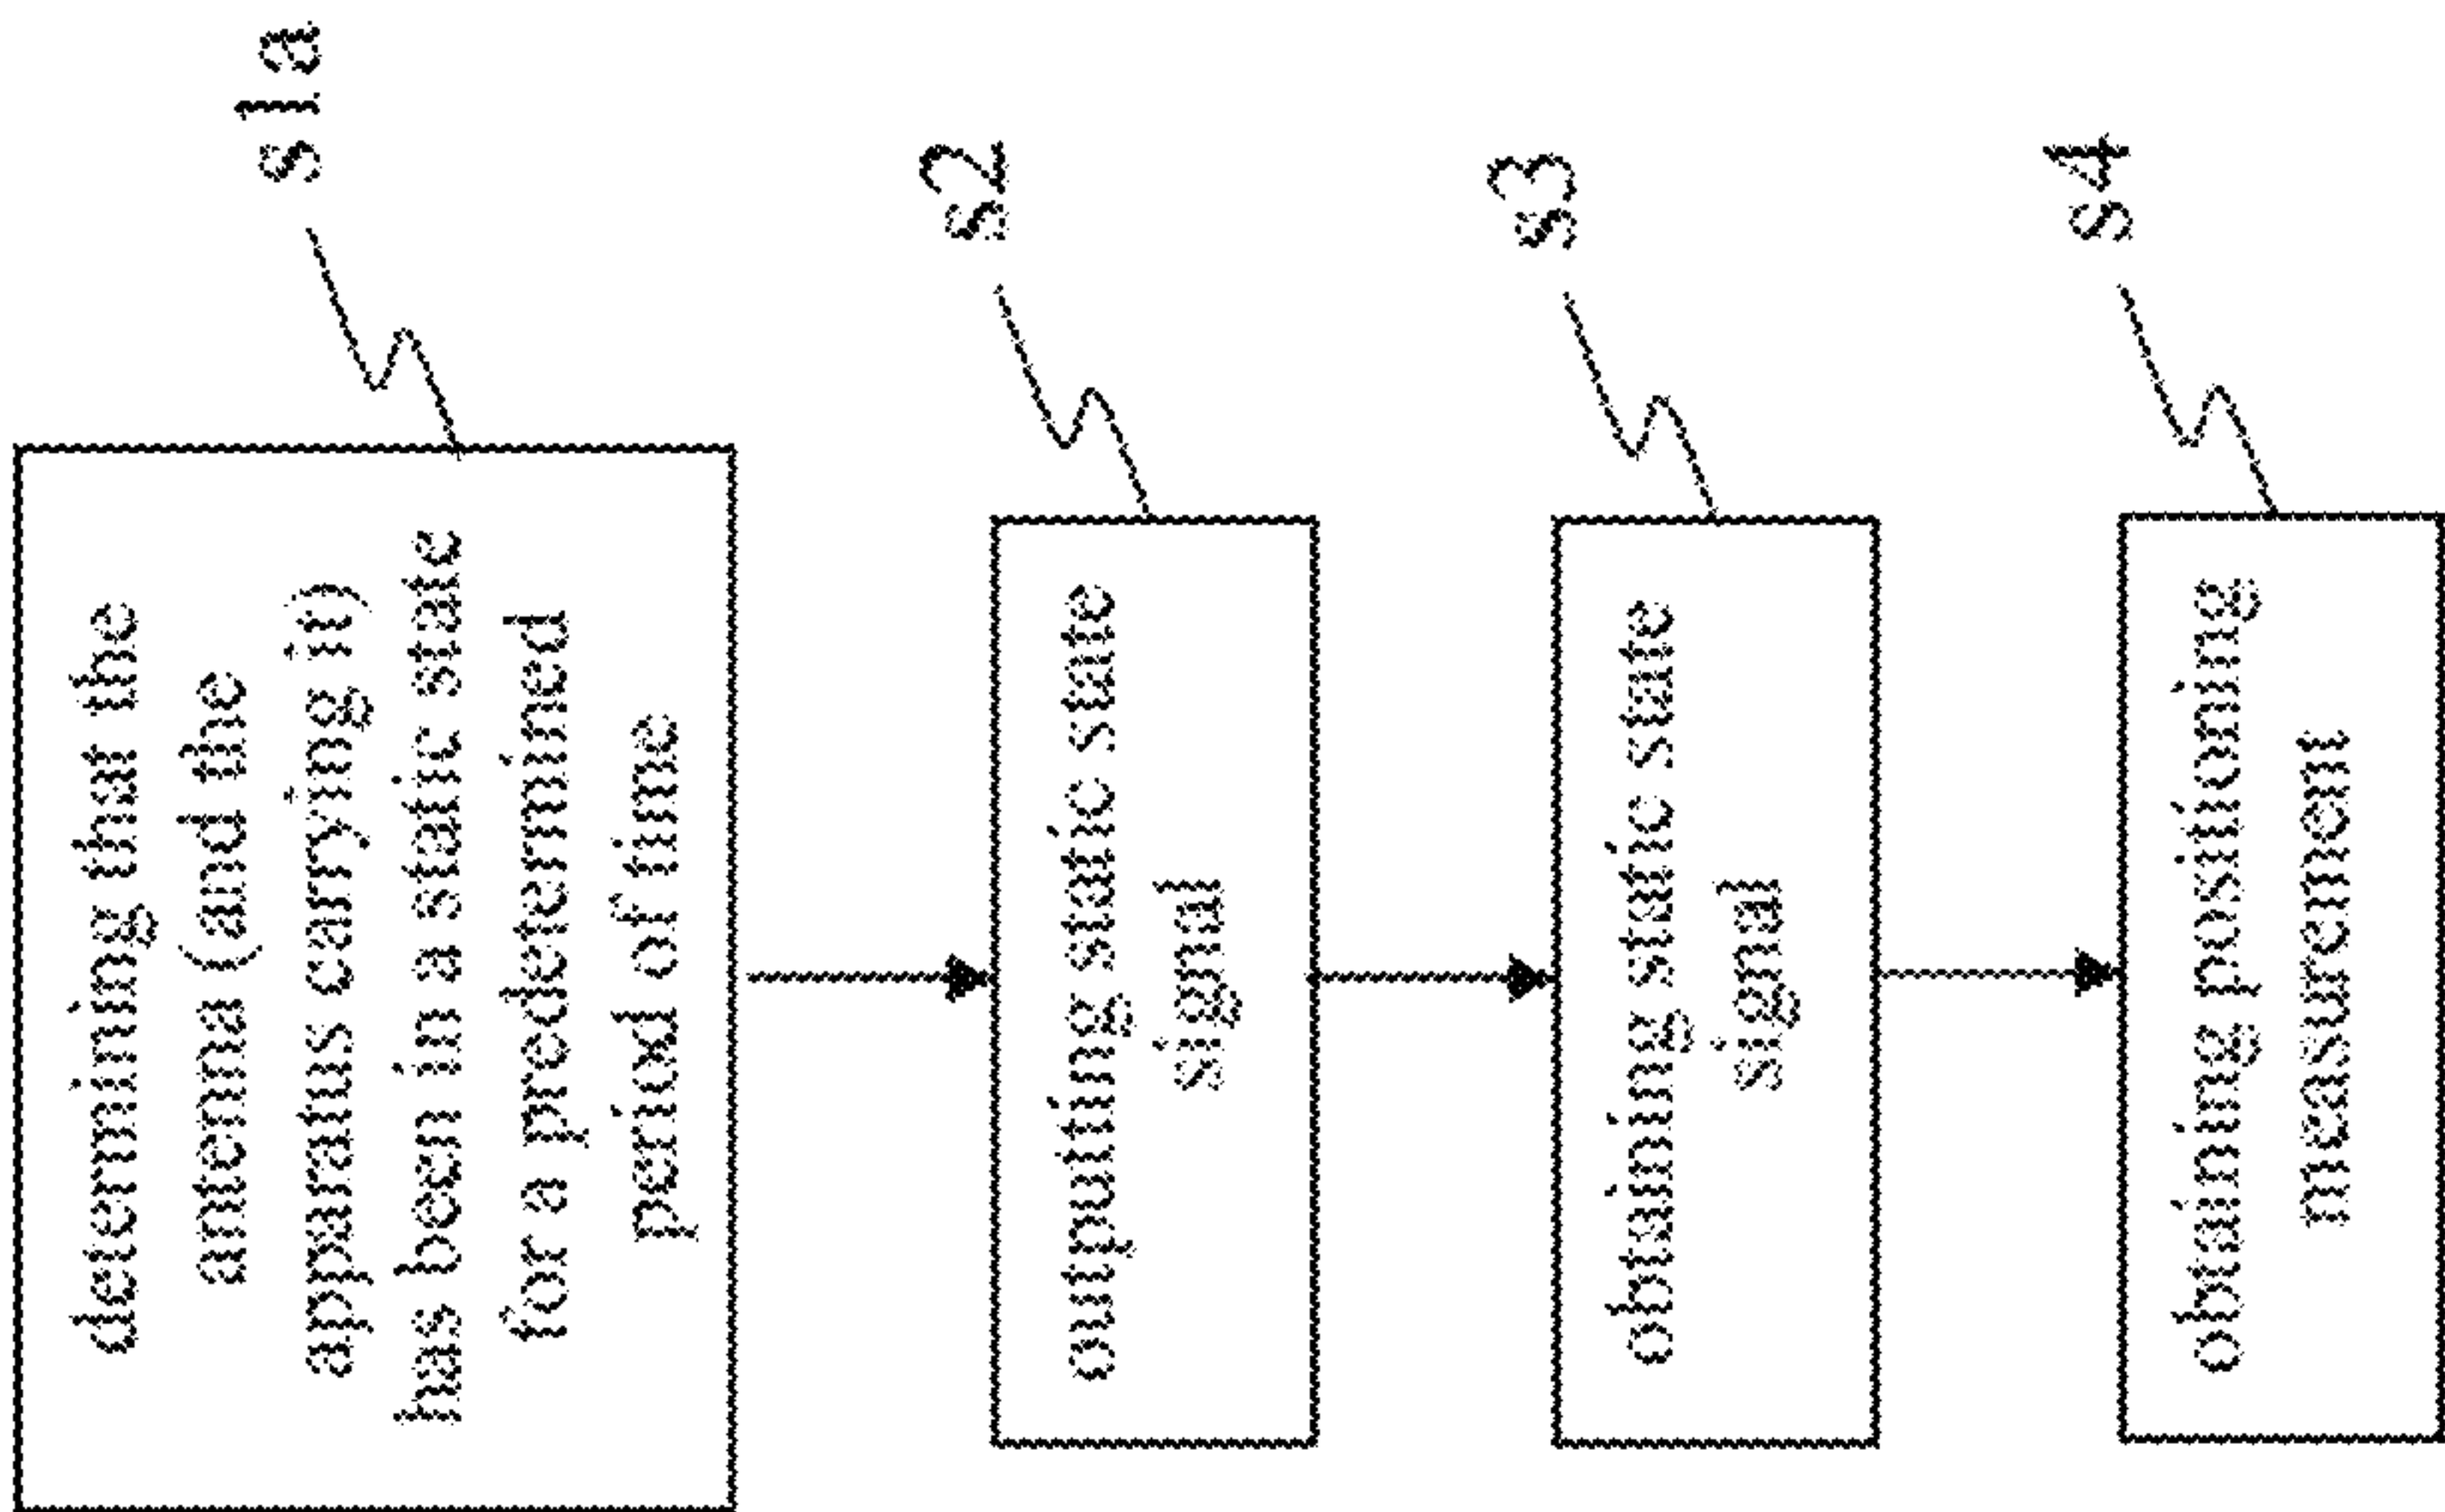 determining that the
antenna (and the
apparatus carrying it)
has been in a static state
for a predetermined
period of time
s1a
outputting static state
signal
s2
obtaining static state
signal
s3
obtaining positioning
measurement
s4